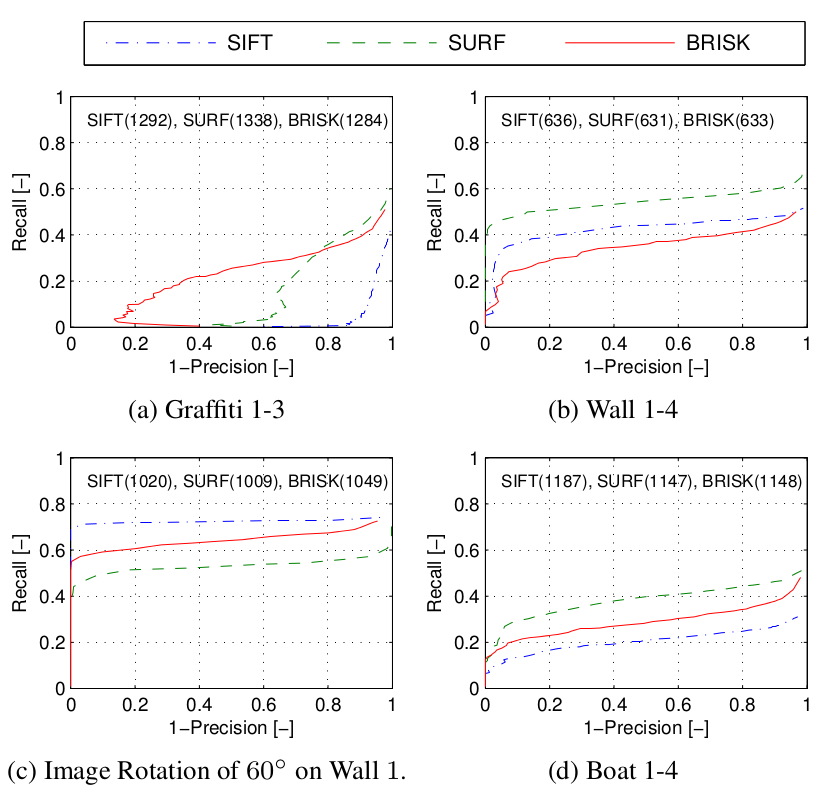 SIFT SURF BRISK
SIFT(1292), SURF(1338), BRISK(1284)
1
0.8
0.6
0.4
0.2
0
Recall [−]
0 0.2 0.4 0.6 0.8 1
1−Precision [−]
(a) Graffiti 1-3
SIFT(636), SURF(631), BRISK(633)
1
0.8
0.6
0.4
0.2
0
Recall [−]
0 0.2 0.4 0.6 0.8 1
1−Precision [−]
(b) Wall 1-4
SIFT(1020), SURF(1009), BRISK(1049)
1
0.8
0.6
0.4
0.2
0
Recall [−]
0 0.2 0.4 0.6 0.8 1
1−Precision [−]
(c) Image Rotation of 60° on Wall 1.
SIFT(1187), SURF(1147), BRISK(1148)
1
0.8
0.6
0.4
0.2
0
Recall [−]
0 0.2 0.4 0.6 0.8 1
1−Precision [−]
(d) Boat 1-4